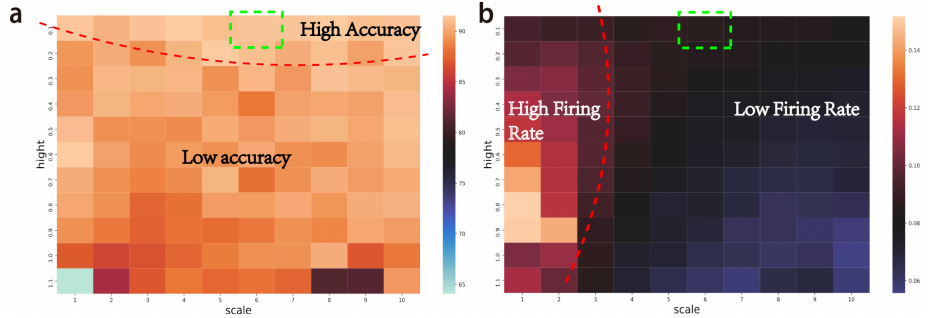 a
High Accuracy
Low accuracy
hight
0.1
0.2
0.3
0.4
0.5
0.6
0.7
0.8
0.9
1.0
1.1
1 2 3 4 5 6 7 8 9 10
scale
90
85
80
75
70
65
b
High Firing
Rate
Low Firing Rate
hight
0.1
0.2
0.3
0.4
0.5
0.6
0.7
0.8
0.9
1.0
1.1
1 2 3 4 5 6 7 8 9 10
scale
0.14
0.12
0.10
0.08
0.06